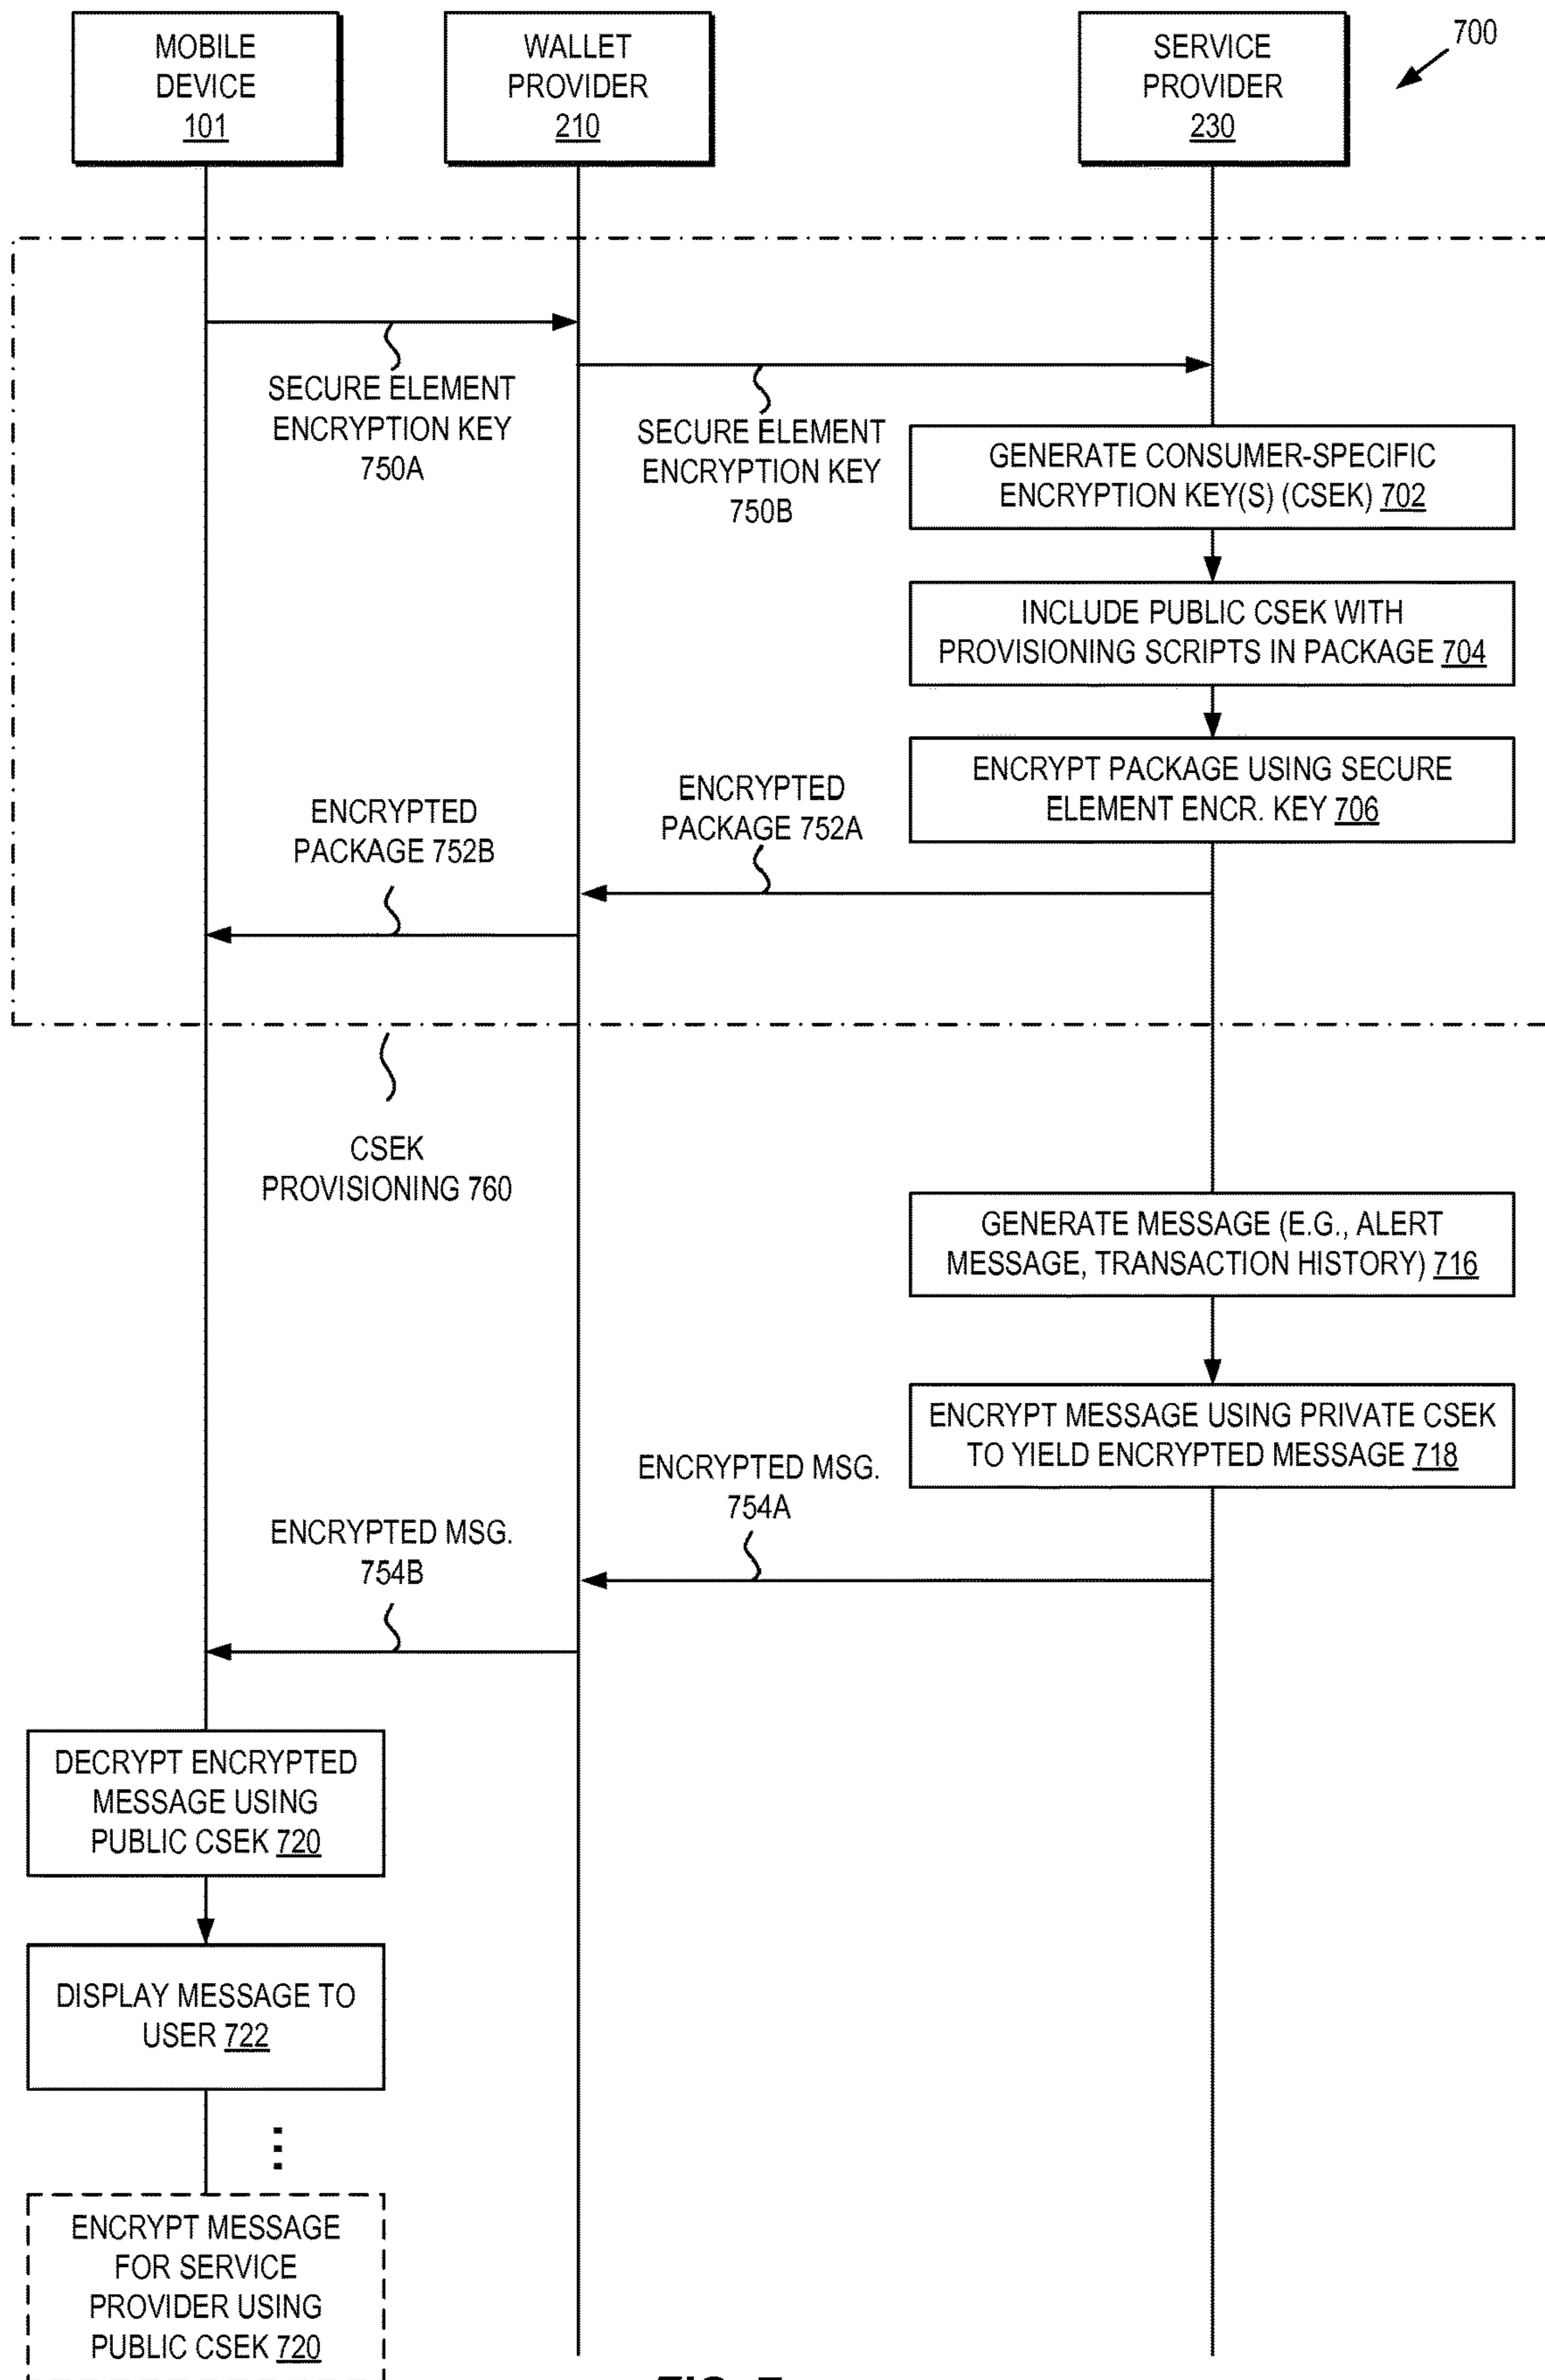 MOBILE
DEVICE
101
WALLET
PROVIDER
210
SERVICE
PROVIDER
230
700
SECURE ELEMENT
ENCRYPTION KEY
750A
SECURE ELEMENT
ENCRYPTION KEY
750B
GENERATE CONSUMER-SPECIFIC
ENCRYPTION KEY(S) (CSEK) 702
INCLUDE PUBLIC CSEK WITH
PROVISIONING SCRIPTS IN PACKAGE 704
ENCRYPT PACKAGE USING SECURE
ELEMENT ENCR. KEY 706
ENCRYPTED
PACKAGE 752A
ENCRYPTED
PACKAGE 752B
CSEK
PROVISIONING 760
GENERATE MESSAGE (E.G., ALERT
MESSAGE, TRANSACTION HISTORY) 716
ENCRYPT MESSAGE USING PRIVATE CSEK
TO YIELD ENCRYPTED MESSAGE 718
ENCRYPTED MSG.
754A
ENCRYPTED MSG.
754B
DECRYPT ENCRYPTED
MESSAGE USING
PUBLIC CSEK 720
DISPLAY MESSAGE TO
USER 722
ENCRYPT MESSAGE
FOR SERVICE
PROVIDER USING
PUBLIC CSEK 720